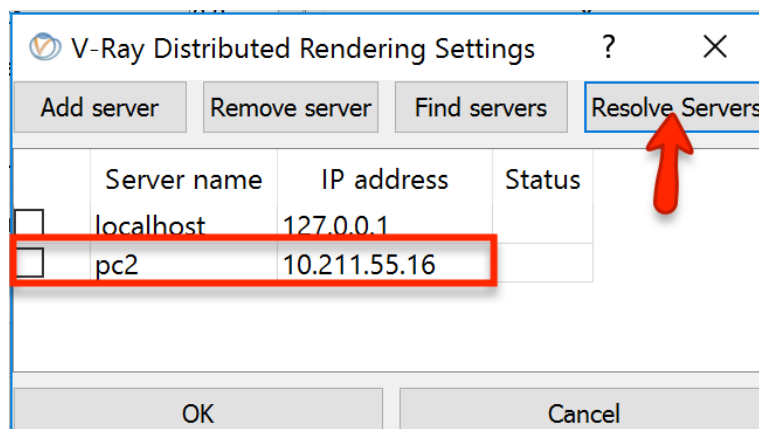 V-Ray Distributed Rendering Settings ? ×
Add server Remove server Find servers Resolve Servers
Server name IP address Status
localhost 127.0.0.1
pc2 10.211.55.16
OK Cancel